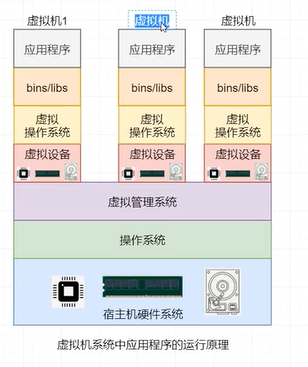 虚拟机1 虚拟机 虚拟机
应用程序 应用程序 应用程序
bins/libs bins/libs bins/libs
虚拟 虚拟 虚拟
操作系统 操作系统 操作系统
虚拟设备 虚拟设备 虚拟设备
虚拟管理系统
操作系统
宿主机硬件系统
虚拟机系统中应用程序的运行原理